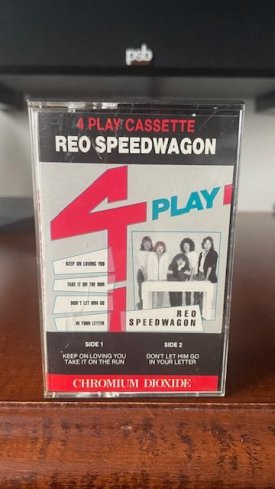 psb
4 PLAY CASSETTE
REO SPEEDWAGON
4
PLAY
KEEP ON LOVING YOU
TAKE IT ON THE RUN
DON'T LET HIM GO
IN YOUR LETTER
REO
SPEEDWAGON
SIDE 1
KEEP ON LOVING YOU
TAKE IT ON THE RUN
SIDE 2
DON'T LET HIM GO
IN YOUR LETTER
CHROMIUM DIOXIDE